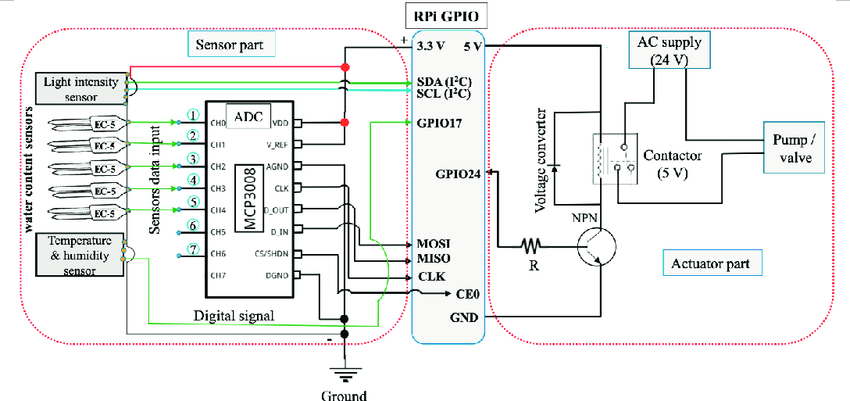 RPi GPIO
Sensor part
+
3.3 V
5 V
AC supply
(24 V)
Light intensity
sensor
SDA (I²C)
SCL (I²C)
water content sensors
EC-5
EC-5
EC-5
EC-5
EC-5
Sensors data input
1
2
3
4
5
6
7
ADC
MCP3008
CH0
CH1
CH2
CH3
CH4
CH5
CH6
CH7
VDD
V_REF
AGND
CLK
D_OUT
D_IN
CS/SHDN
DGND
GPIO17
GPIO24
MOSI
MISO
CLK
CE0
GND
Voltage converter
Contactor
(5 V)
Pump /
valve
NPN
R
Actuator part
Temperature
& humidity
sensor
Digital signal
-
Ground